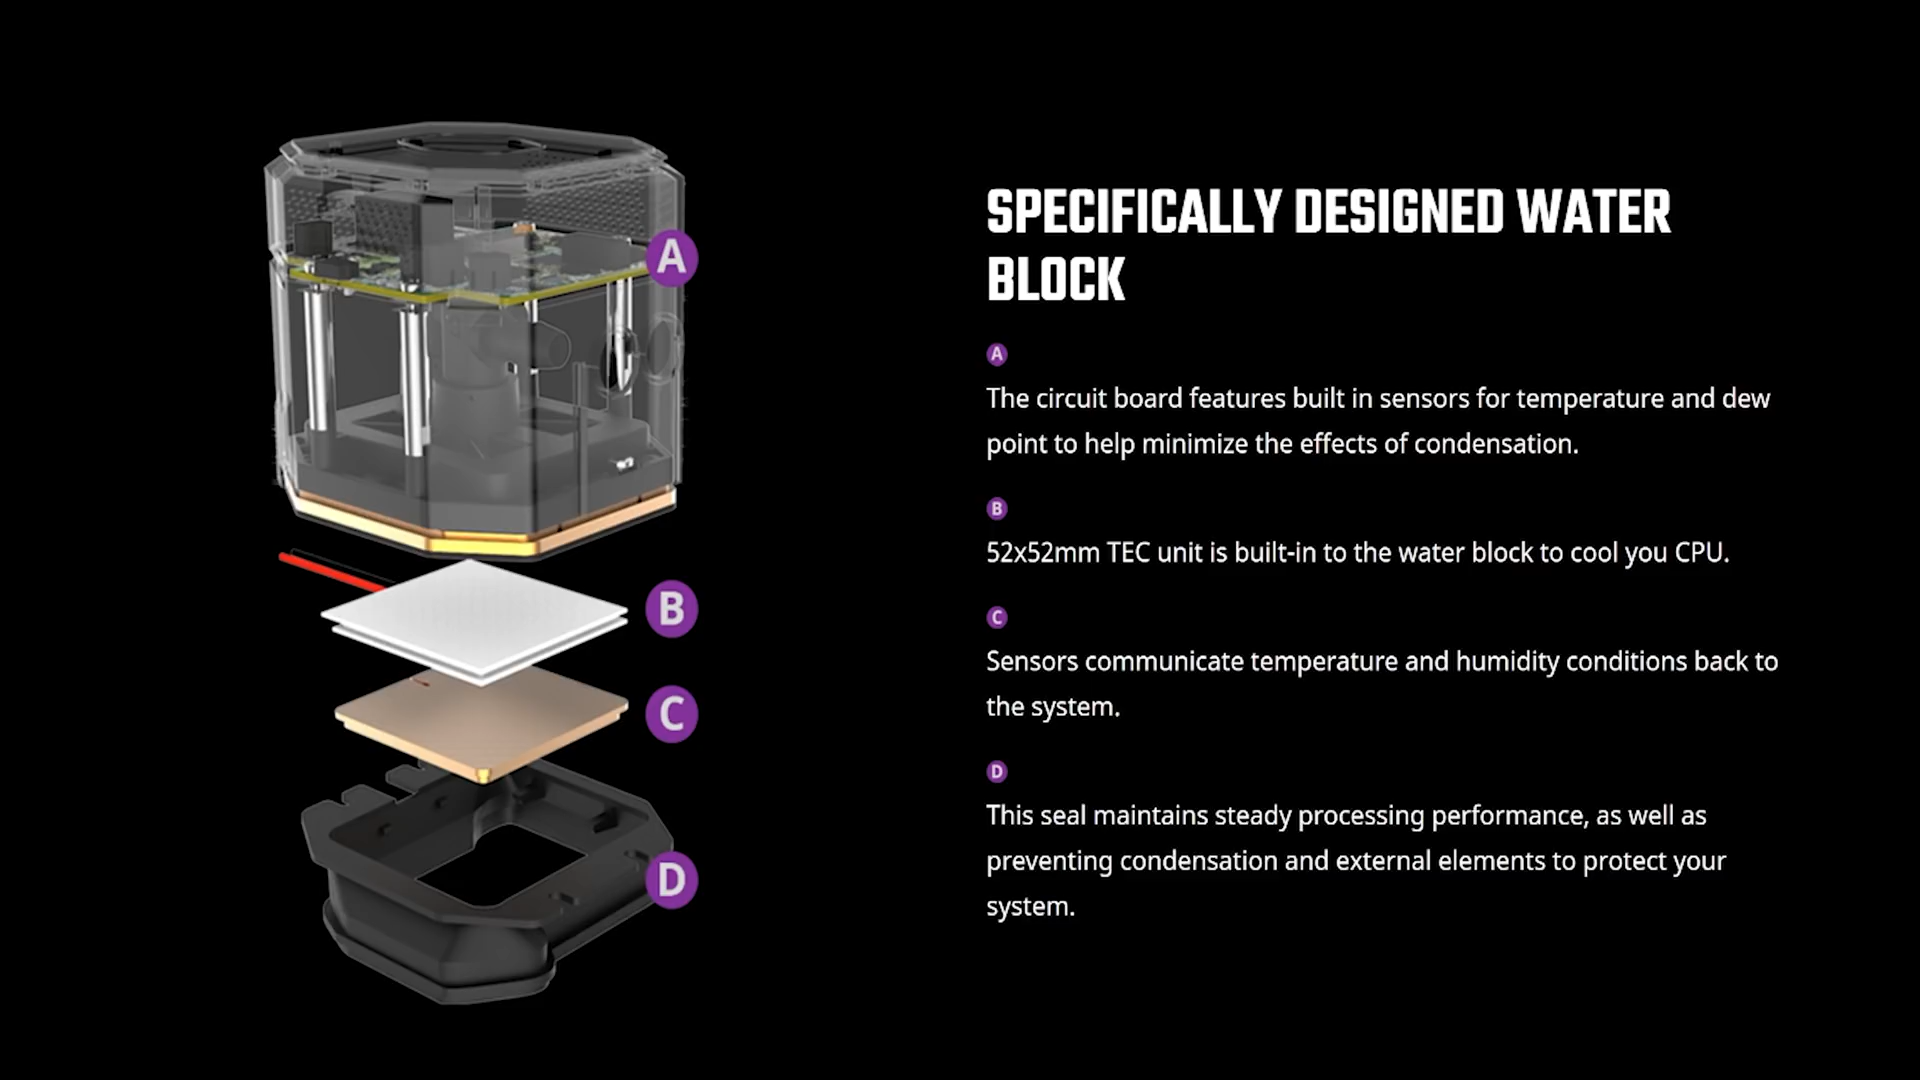 SPECIFICALLY DESIGNED WATER
BLOCK
A
The circuit board features built in sensors for temperature and dew
point to help minimize the effects of condensation.
B
52x52mm TEC unit is built-in to the water block to cool you CPU.
C
Sensors communicate temperature and humidity conditions back to
the system.
D
This seal maintains steady processing performance, as well as
preventing condensation and external elements to protect your
system.
A
B
C
D